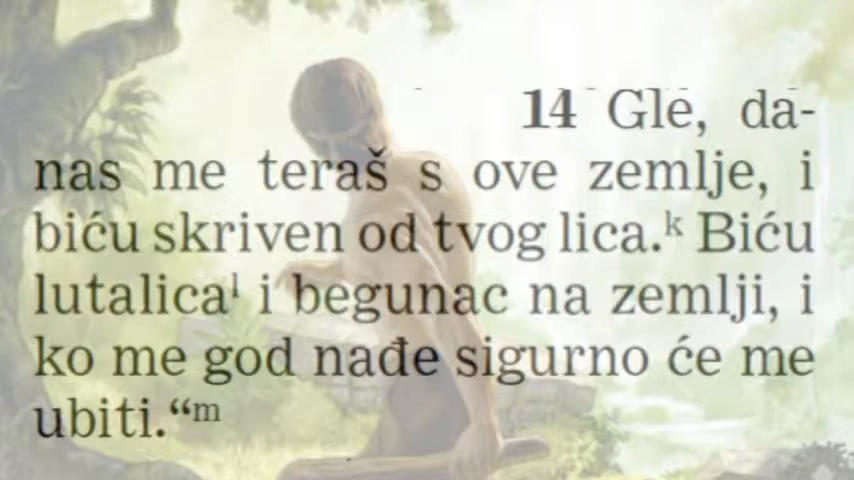 14 Gle, da-
nas me teraš s ove zemlje, i
biću skriven od tvog lica.k Biću
lutalical i begunac na zemlji, i
ko me god nađe sigurno će me
ubiti.“m